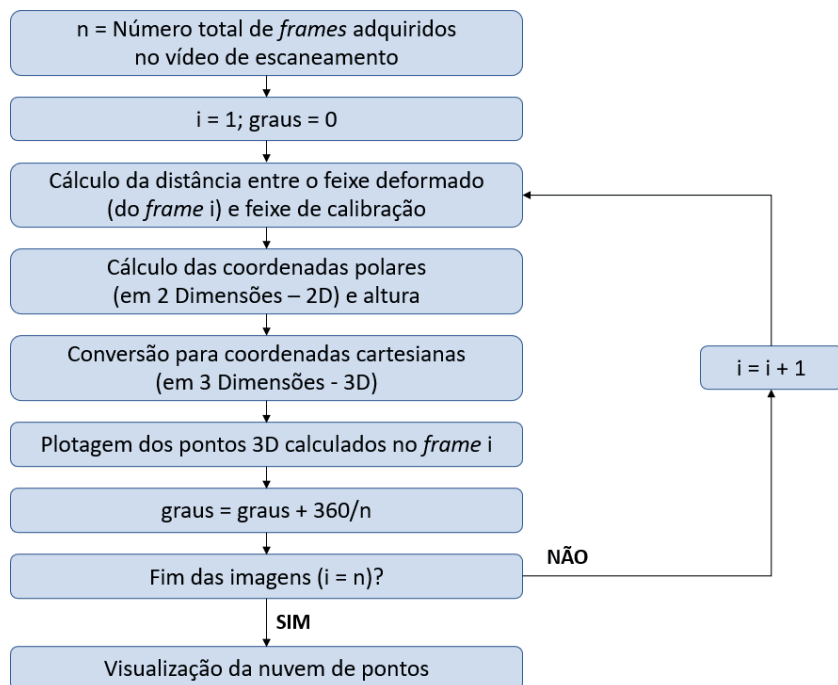 n = Número total de frames adquiridos
no vídeo de escaneamento
i = 1; graus = 0
Cálculo da distância entre o feixe deformado
(do frame i) e feixe de calibração
Cálculo das coordenadas polares
(em 2 Dimensões – 2D) e altura
Conversão para coordenadas cartesianas
(em 3 Dimensões - 3D)
i = i + 1
Plotagem dos pontos 3D calculados no frame i
graus = graus + 360/n
Fim das imagens (i = n)?
NÃO
SIM
Visualização da nuvem de pontos